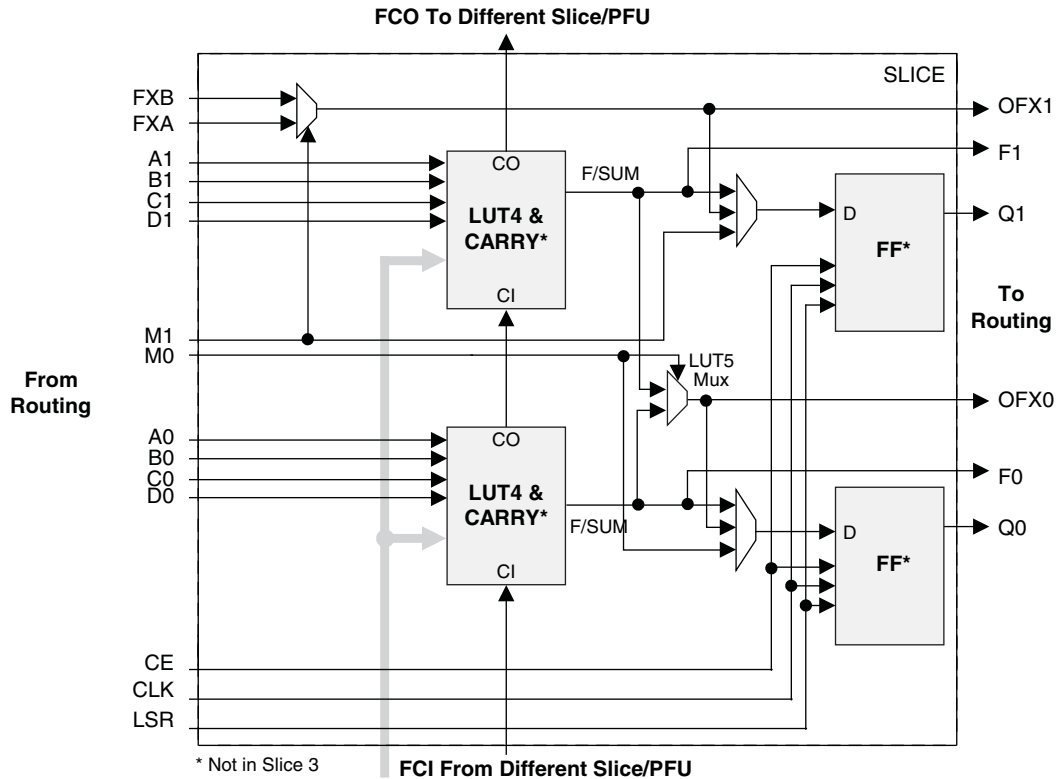 FCO To Different Slice/PFU
SLICE
FXB
FXA
OFX1
F1
A1
B1
C1
D1
CO
LUT4 &
CARRY*
CI
F/SUM
D
FF*
Q1
To
Routing
M1
M0
From
Routing
LUT5
Mux
OFX0
A0
B0
C0
D0
CO
LUT4 &
CARRY*
CI
F/SUM
F0
D
FF*
Q0
CE
CLK
LSR
* Not in Slice 3
FCI From Different Slice/PFU